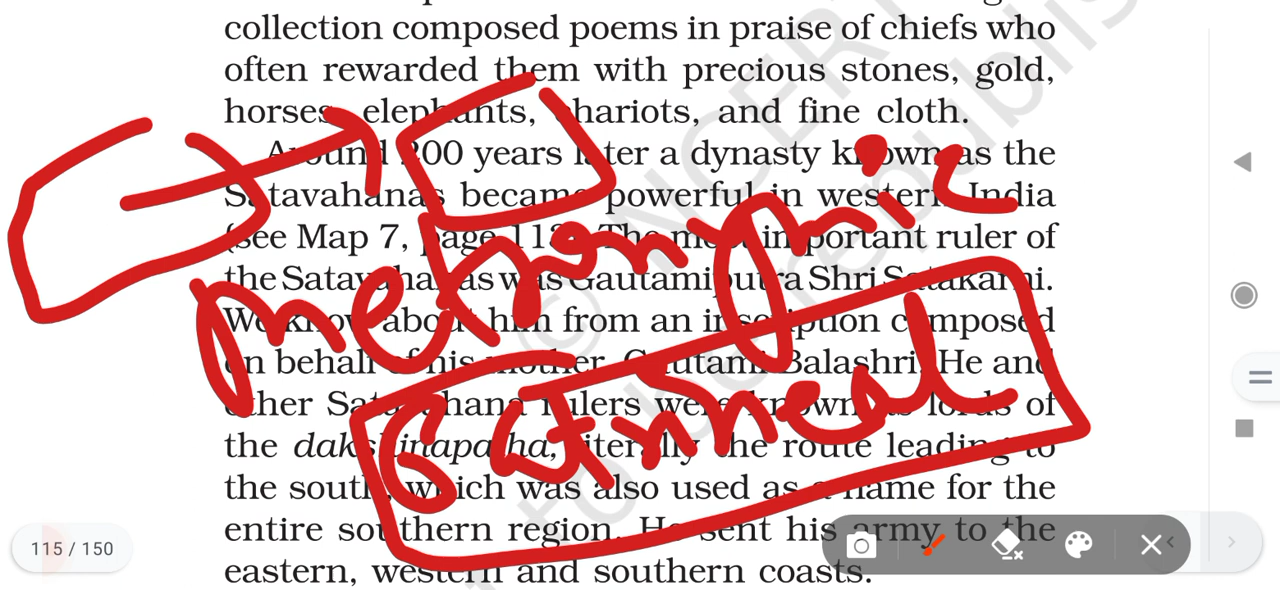 collection composed poems in praise of chiefs who
often rewarded them with precious stones, gold,
horses, elephants, chariots, and fine cloth.
Around 200 years later a dynasty known as the
Satavahanas became powerful in western India
(see Map 7, page 113). The most important ruler of
the Satavahanas was Gautamiputra Shri Satakarni.
We know about him from an inscription composed
on behalf of his mother, Gautami Balashri. He and
other Satavahana rulers were known as lords of
the dakshinapatha, literally the route leading to
the south, which was also used as a name for the
entire southern region. He sent his army to the
eastern, western and southern coasts.
metronymic
© NCERT
115 / 150